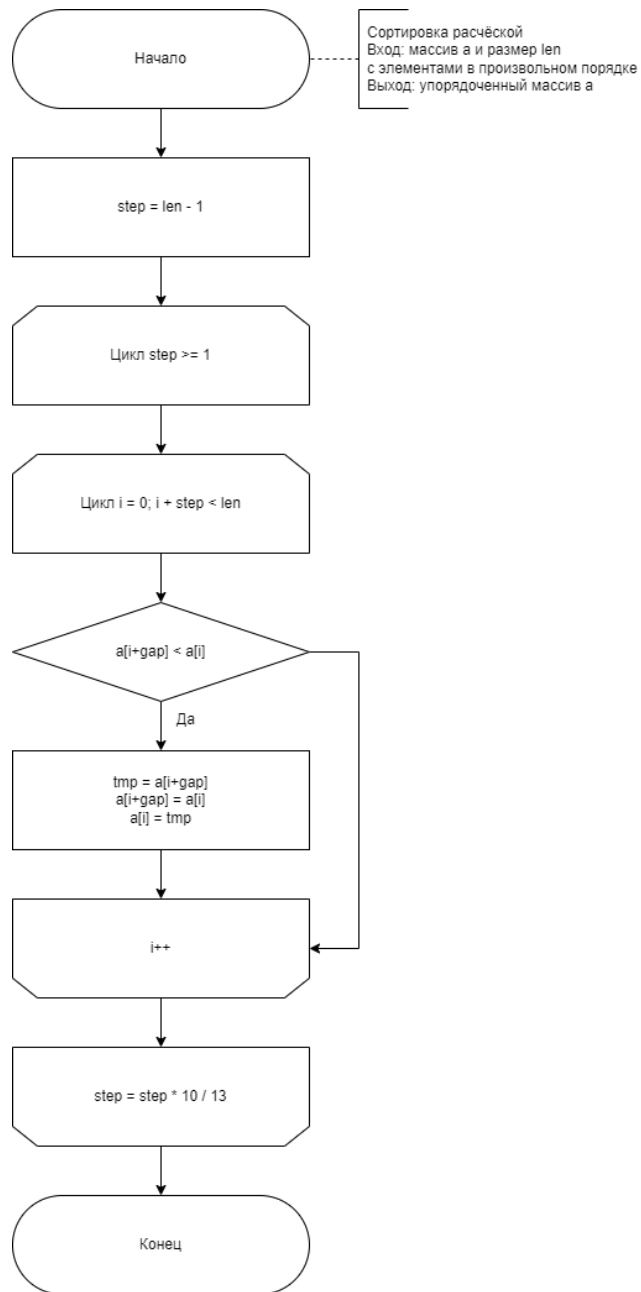 Начало
Сортировка расчёской
Вход: массив a и размер len
с элементами в произвольном порядке
Выход: упорядоченный массив a
step = len - 1
Цикл step >= 1
Цикл i = 0; i + step < len
a[i+gap] < a[i]
Да
tmp = a[i+gap]
a[i+gap] = a[i]
a[i] = tmp
i++
step = step * 10 / 13
Конец